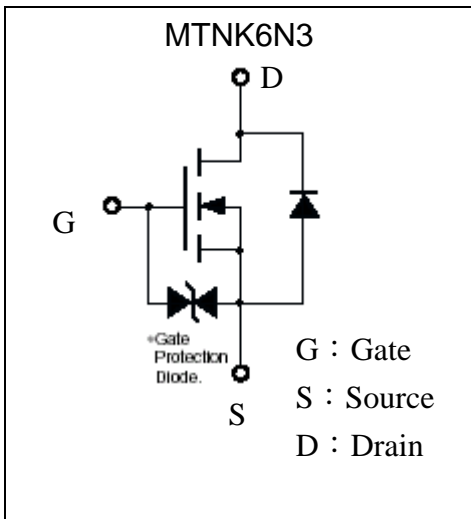 MTNK6N3
D
G
*Gate
Protection
Diode.
S
G：Gate
S：Source
D：Drain